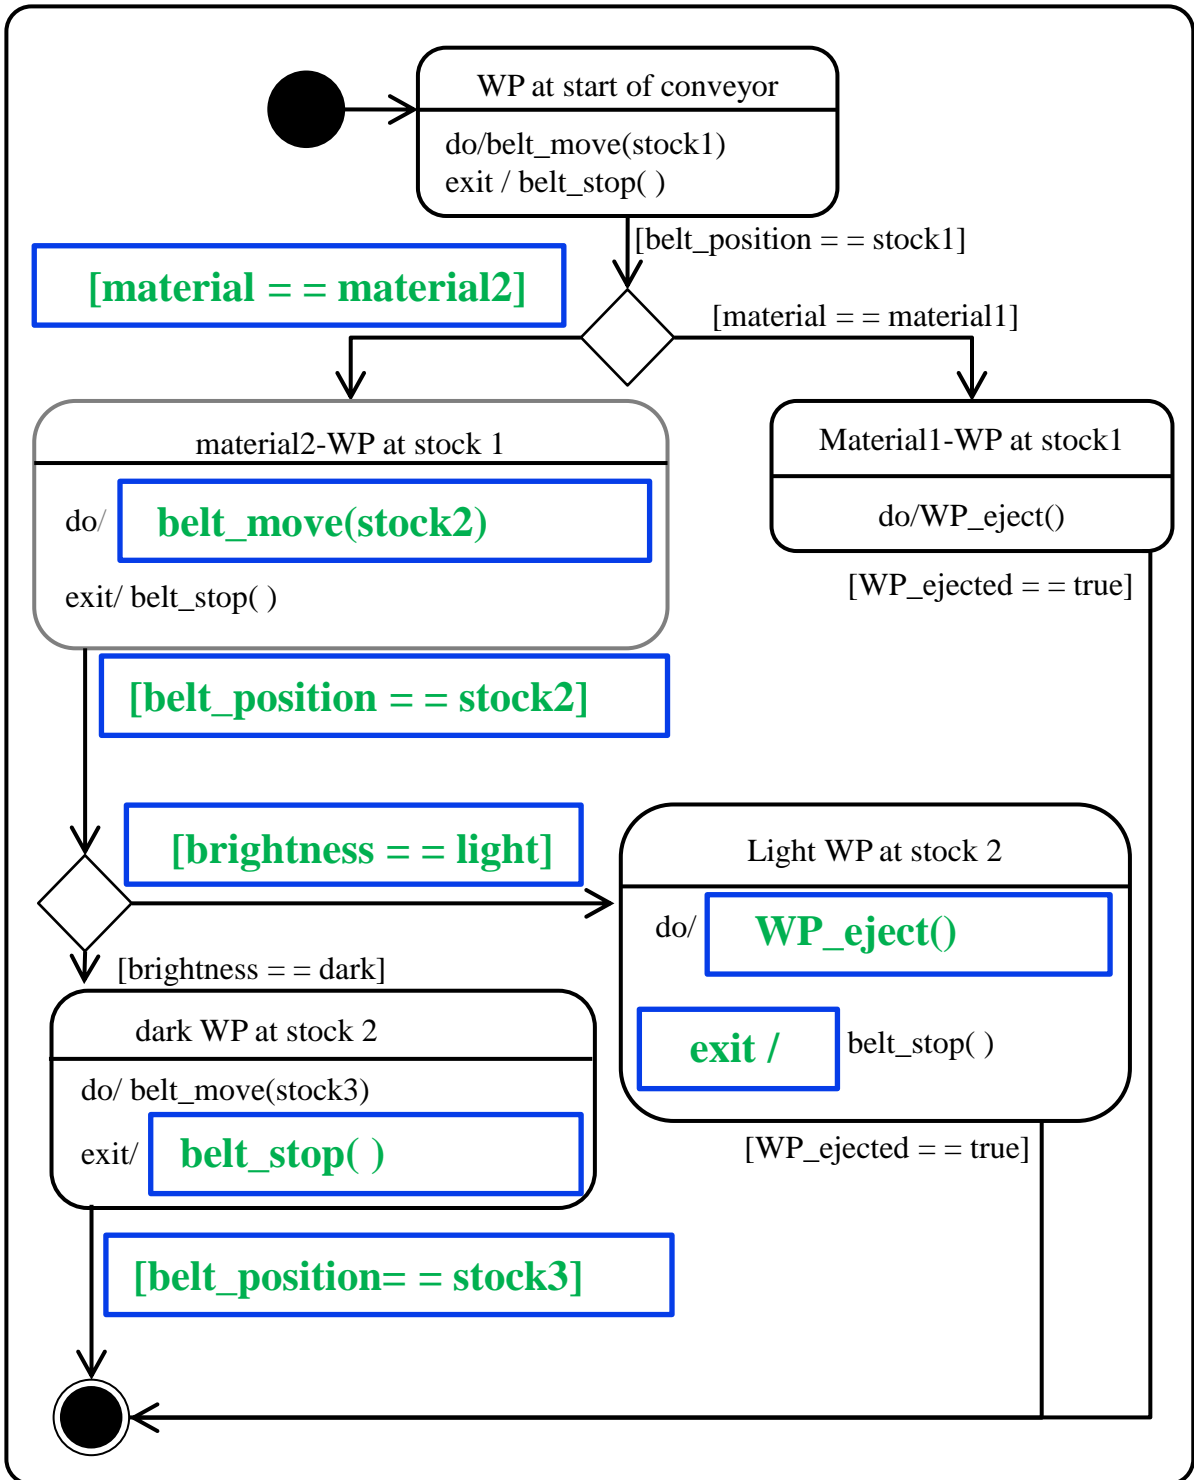 WP at start of conveyor
do/belt_move(stock1)
exit / belt_stop( )
[belt_position = = stock1]
[material = = material2]
[material = = material1]
material2-WP at stock 1
do/ belt_move(stock2)
exit/ belt_stop( )
Material1-WP at stock1
do/WP_eject()
[WP_ejected = = true]
[belt_position = = stock2]
[brightness = = light]
Light WP at stock 2
do/ WP_eject()
exit / belt_stop( )
[WP_ejected = = true]
[brightness = = dark]
dark WP at stock 2
do/ belt_move(stock3)
exit/ belt_stop( )
[belt_position= = stock3]